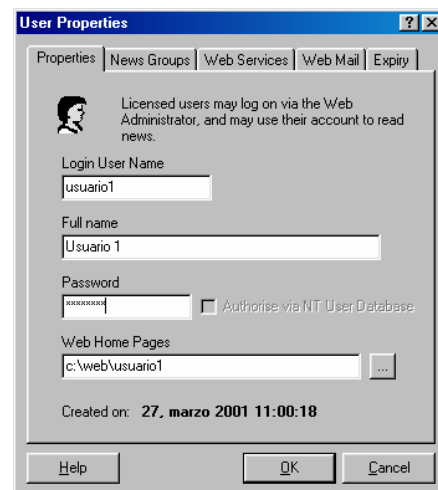 User Properties
Properties News Groups Web Services Web Mail Expiry
Licensed users may log on via the Web
Administrator, and may use their account to read
news.
Login User Name
usuario1
Full name
Usuario 1
Password
xxxxxxxx
Authorise via NT User Database
Web Home Pages
c:\web\usuario1
...
Created on: 27, marzo 2001 11:00:18
Help OK Cancel